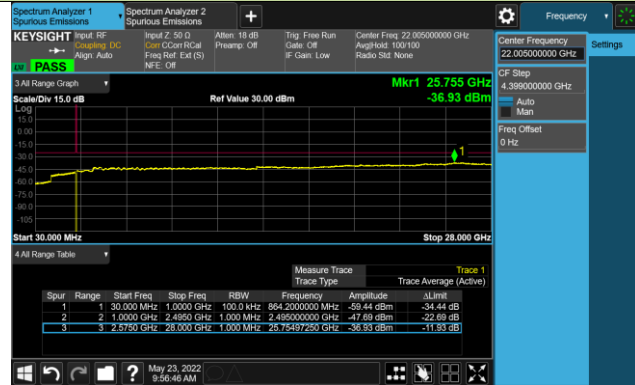 Spectrum Analyzer 1
Spurious Emissions
Spectrum Analyzer 2
Spurious Emissions
+
Frequency
KEYSIGHT
Input: RF
Coupling: DC
Align: Auto
Input Z: 50 Ω
Corr CCorr RCal
Freq Ref: Ext (S)
NFE: Off
Atten: 18 dB
Preamp: Off
Trig: Free Run
Gate: Off
IF Gain: Low
Center Freq: 22.005000000 GHz
Avg|Hold: 100/100
Radio Std: None
LW PASS
Center Frequency
22.005000000 GHz
Settings
CF Step
4.399000000 GHz
Auto
Man
Freq Offset
0 Hz
3 All Range Graph
Mkr1 25.755 GHz
Scale/Div 15.0 dB
Ref Value 30.00 dBm
-36.93 dBm
Log
15.0
0.00
-15.0
-30.0
-45.0
-60.0
-75.0
-90.0
-105
1
Start 30.000 MHz
Stop 28.000 GHz
4 All Range Table
Measure Trace Trace 1
Trace Type Trace Average (Active)
Spur Range Start Freq Stop Freq RBW Frequency Amplitude ΔLimit
1 1 30.000 MHz 1.0000 GHz 100.0 kHz 864.2000000 MHz -59.44 dBm -34.44 dB
2 2 1.0000 GHz 2.4950 GHz 1.000 MHz 2.495000000 GHz -47.69 dBm -22.69 dB
3 3 2.5750 GHz 28.000 GHz 1.000 MHz 25.75497250 GHz -36.93 dBm -11.93 dB
?
May 23, 2022
9:56:46 AM